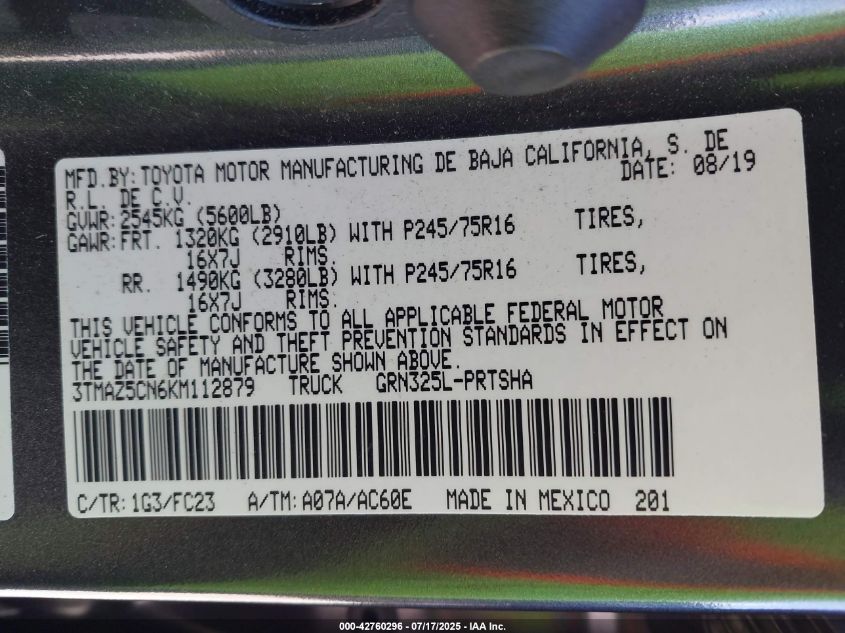 MFD.BY:TOYOTA MOTOR MANUFACTURING DE BAJA CALIFORNIA, S. DE
R.L. DE C.V. DATE: 08/19
GVWR:2545KG (5600LB)
GAWR:FRT. 1320KG (2910LB) WITH P245/75R16 TIRES,
16X7J RIMS.
RR. 1490KG (3280LB) WITH P245/75R16 TIRES,
16X7J RIMS.
THIS VEHICLE CONFORMS TO ALL APPLICABLE FEDERAL MOTOR
VEHICLE SAFETY AND THEFT PREVENTION STANDARDS IN EFFECT ON
THE DATE OF MANUFACTURE SHOWN ABOVE.
3TMAZ5CN6KM112879 TRUCK GRN325L-PRTSHA
C/TR:1G3/FC23 A/TM:A07A/AC60E MADE IN MEXICO 201
000-42760296 - 07/17/2025 - IAA Inc.